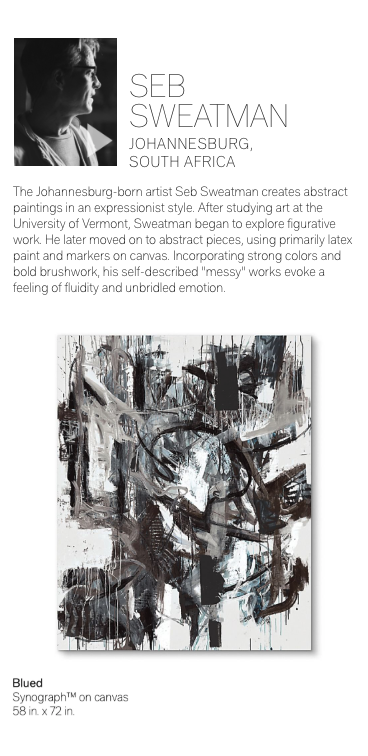 SEB
SWEATMAN
JOHANNESBURG,
SOUTH AFRICA
The Johannesburg-born artist Seb Sweatman creates abstract
paintings in an expressionist style. After studying art at the
University of Vermont, Sweatman began to explore figurative
work. He later moved on to abstract pieces, using primarily latex
paint and markers on canvas. Incorporating strong colors and
bold brushwork, his self-described "messy" works evoke a
feeling of fluidity and unbridled emotion.
Blued
Synograph™ on canvas
58 in. x 72 in.